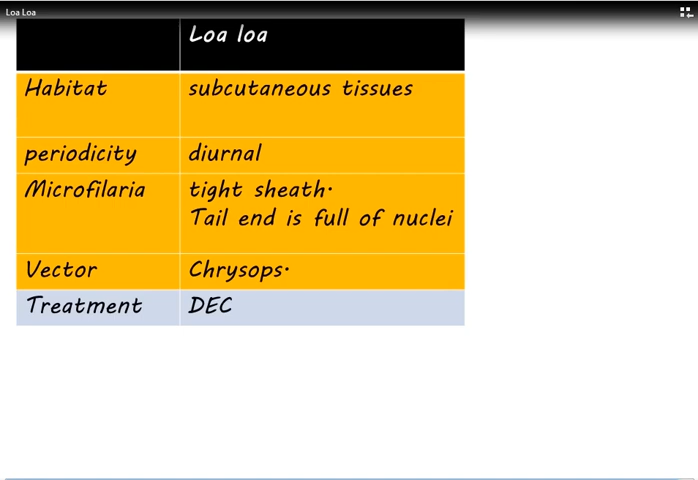 Loa Loa
Loa loa
Habitat subcutaneous tissues
periodicity diurnal
Microfilaria tight sheath.
Tail end is full of nuclei
Vector Chrysops.
Treatment DEC